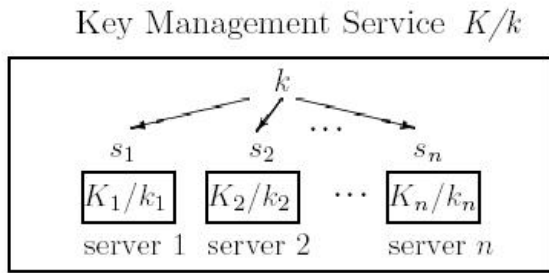 Key Management Service K/k
k
...
s₁ s₂ sₙ
K₁/k₁ K₂/k₂ ... Kₙ/kₙ
server 1 server 2 server n